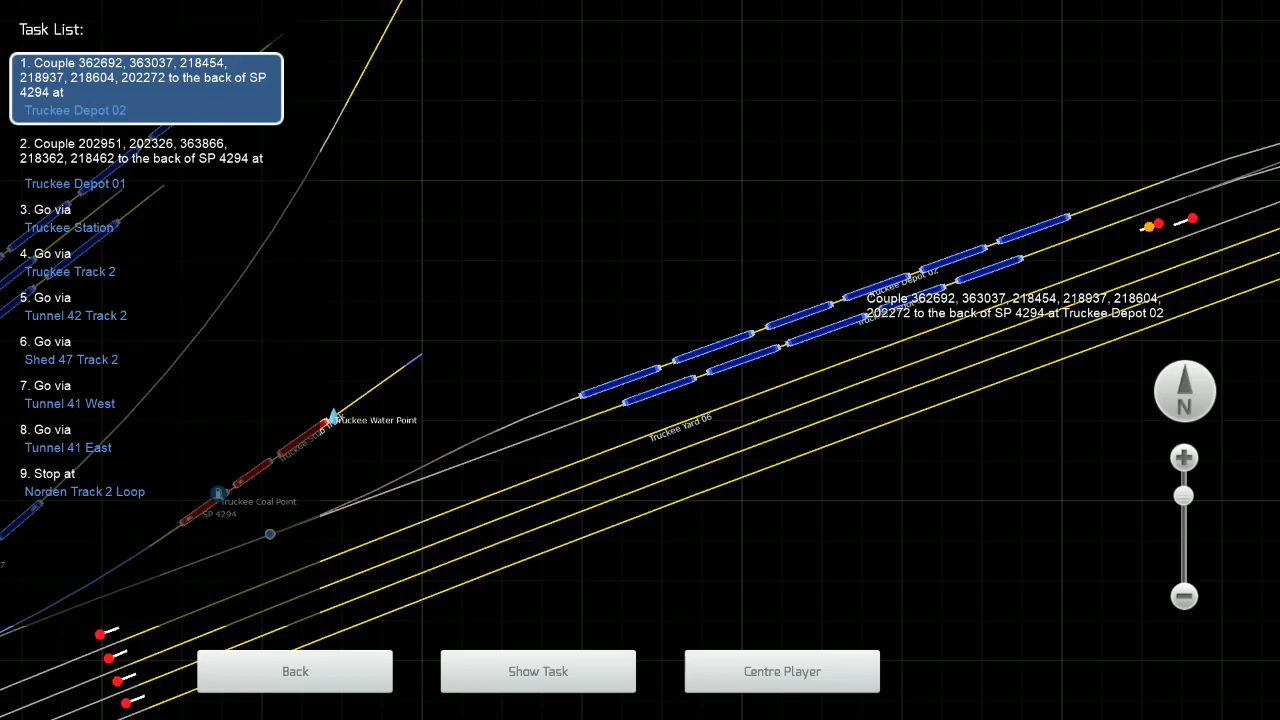 Task List:
1. Couple 362692, 363037, 218454,
218937, 218604, 202272 to the back of SP
4294 at
Truckee Depot 02
2. Couple 202951, 202326, 363866,
218362, 218462 to the back of SP 4294 at
Truckee Depot 01
3. Go via
Truckee Station
4. Go via
Truckee Track 2
5. Go via
Tunnel 42 Track 2
6. Go via
Shed 47 Track 2
7. Go via
Tunnel 41 West
8. Go via
Tunnel 41 East
9. Stop at
Norden Track 2 Loop
Truckee Depot 02
Couple 362692, 363037, 218454, 218937, 218604,
202272 to the back of SP 4294 at Truckee Depot 02
Truckee Water Point
Truckee Yard 06
Truckee Coal Point
SP 4294
7
N
Back
Show Task
Centre Player